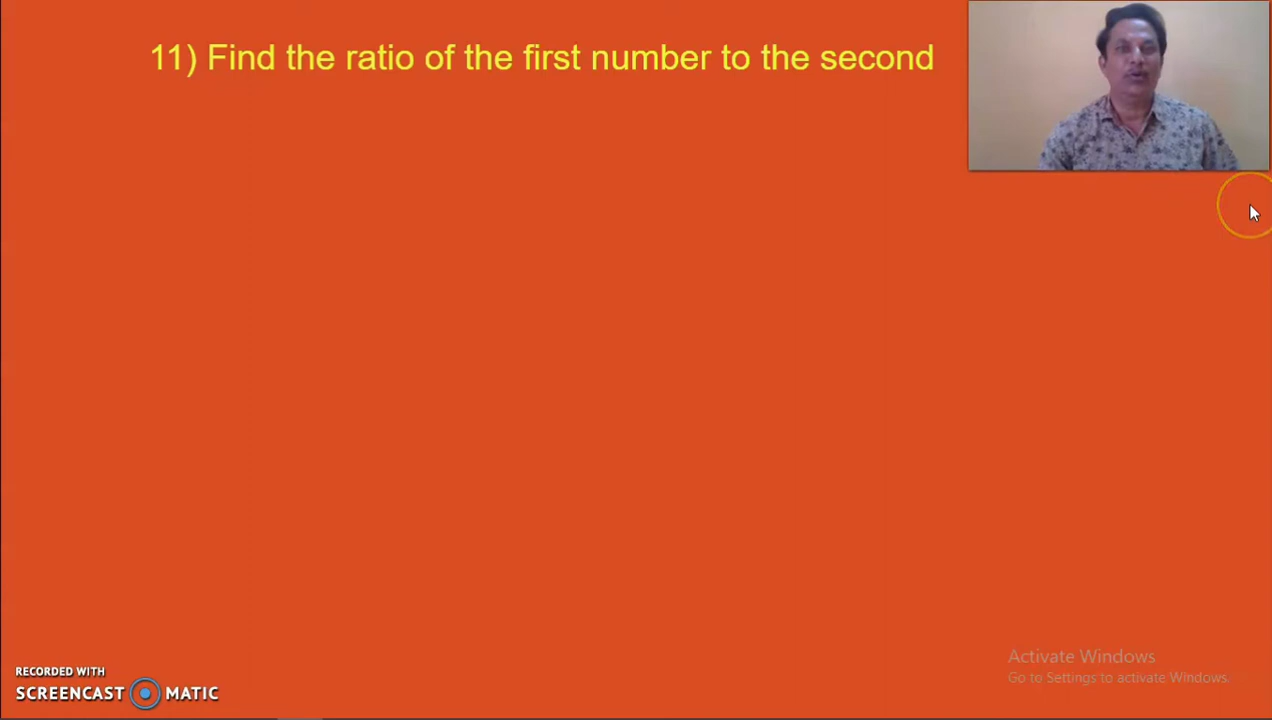 11) Find the ratio of the first number to the second
Activate Windows
Go to Settings to activate Windows.
RECORDED WITH
SCREENCAST MATIC